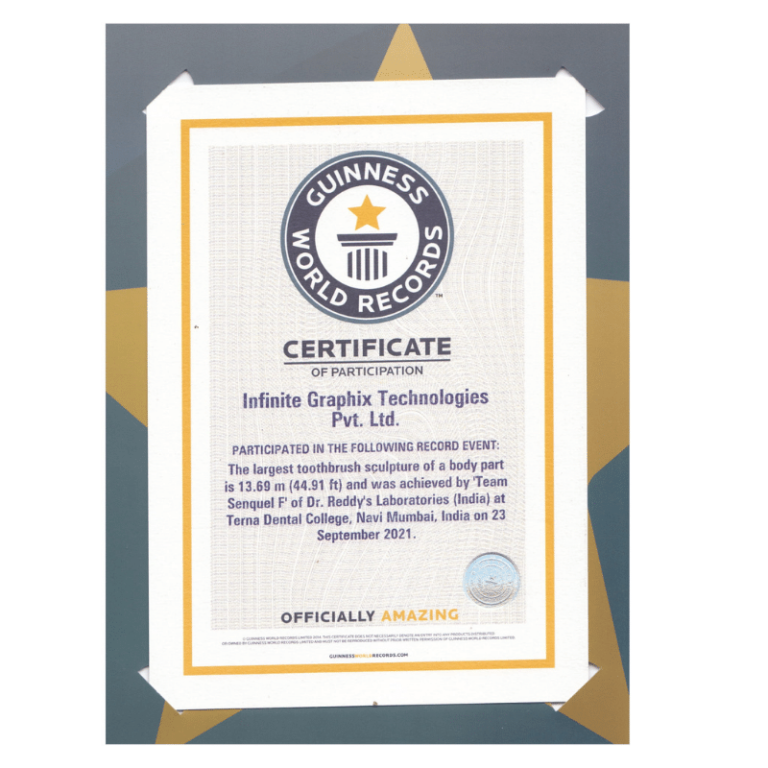 GUINNESS
WORLD RECORDS
™
CERTIFICATE
OF PARTICIPATION
Infinite Graphix Technologies
Pvt. Ltd.
PARTICIPATED IN THE FOLLOWING RECORD EVENT:
The largest toothbrush sculpture of a body part
is 13.69 m (44.91 ft) and was achieved by 'Team
Senquel F' of Dr. Reddy's Laboratories (India) at
Terna Dental College, Navi Mumbai, India on 23
September 2021.
OFFICIALLY AMAZING
GUINNESSWORLDRECORDS.COM